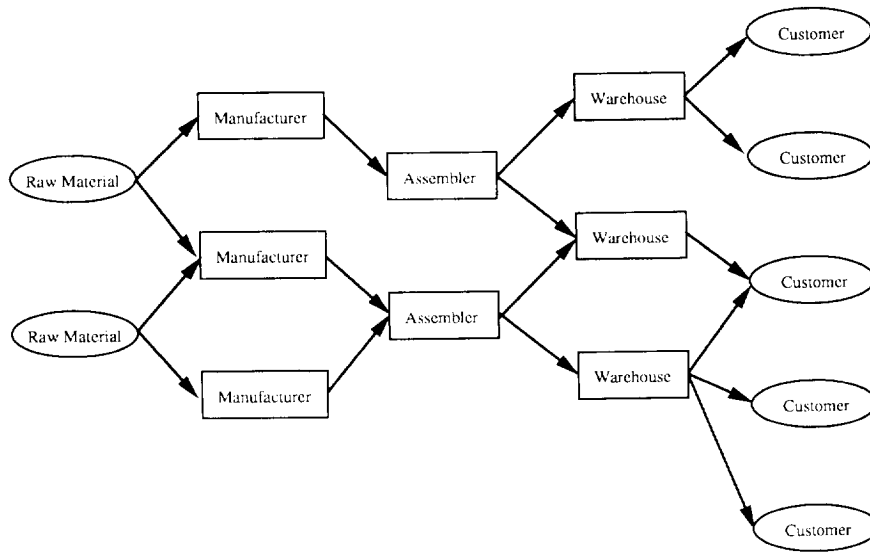 Customer
Warehouse
Manufacturer
Customer
Raw Material
Assembler
Warehouse
Manufacturer
Customer
Assembler
Raw Material
Warehouse
Manufacturer
Customer
Customer